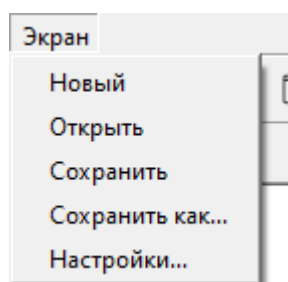 Экран
Новый
Открыть
Сохранить
Сохранить как...
Настройки...